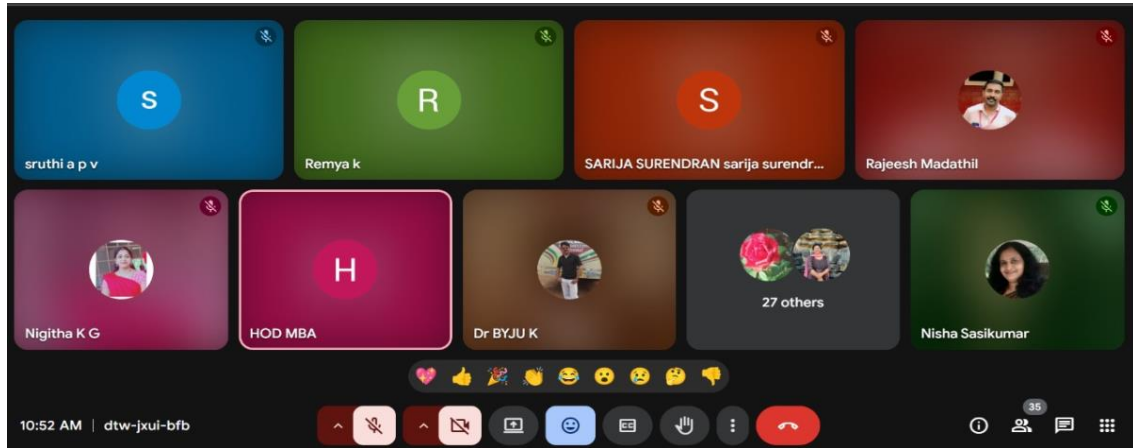 S
R
S
sruthi a p v
Remya k
SARIJA SURENDRAN sarija surendr...
Rajeesh Madathil
H
27 others
Nigitha K G
HOD MBA
Dr BYJU K
Nisha Sasikumar
10:52 AM | dtw-jxui-bfb
CC
35